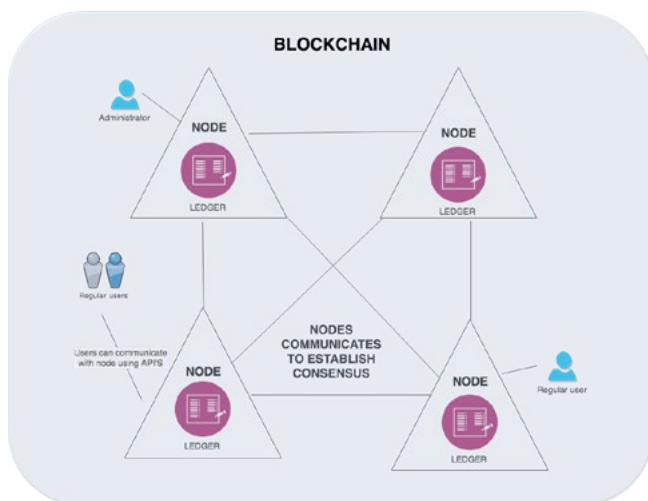 BLOCKCHAIN
Administrator
NODE
LEDGER
NODE
LEDGER
Regular users
Users can communicate
with node using API'S
NODES
COMMUNICATES
TO ESTABLISH
CONSENSUS
NODE
LEDGER
NODE
LEDGER
Regular user